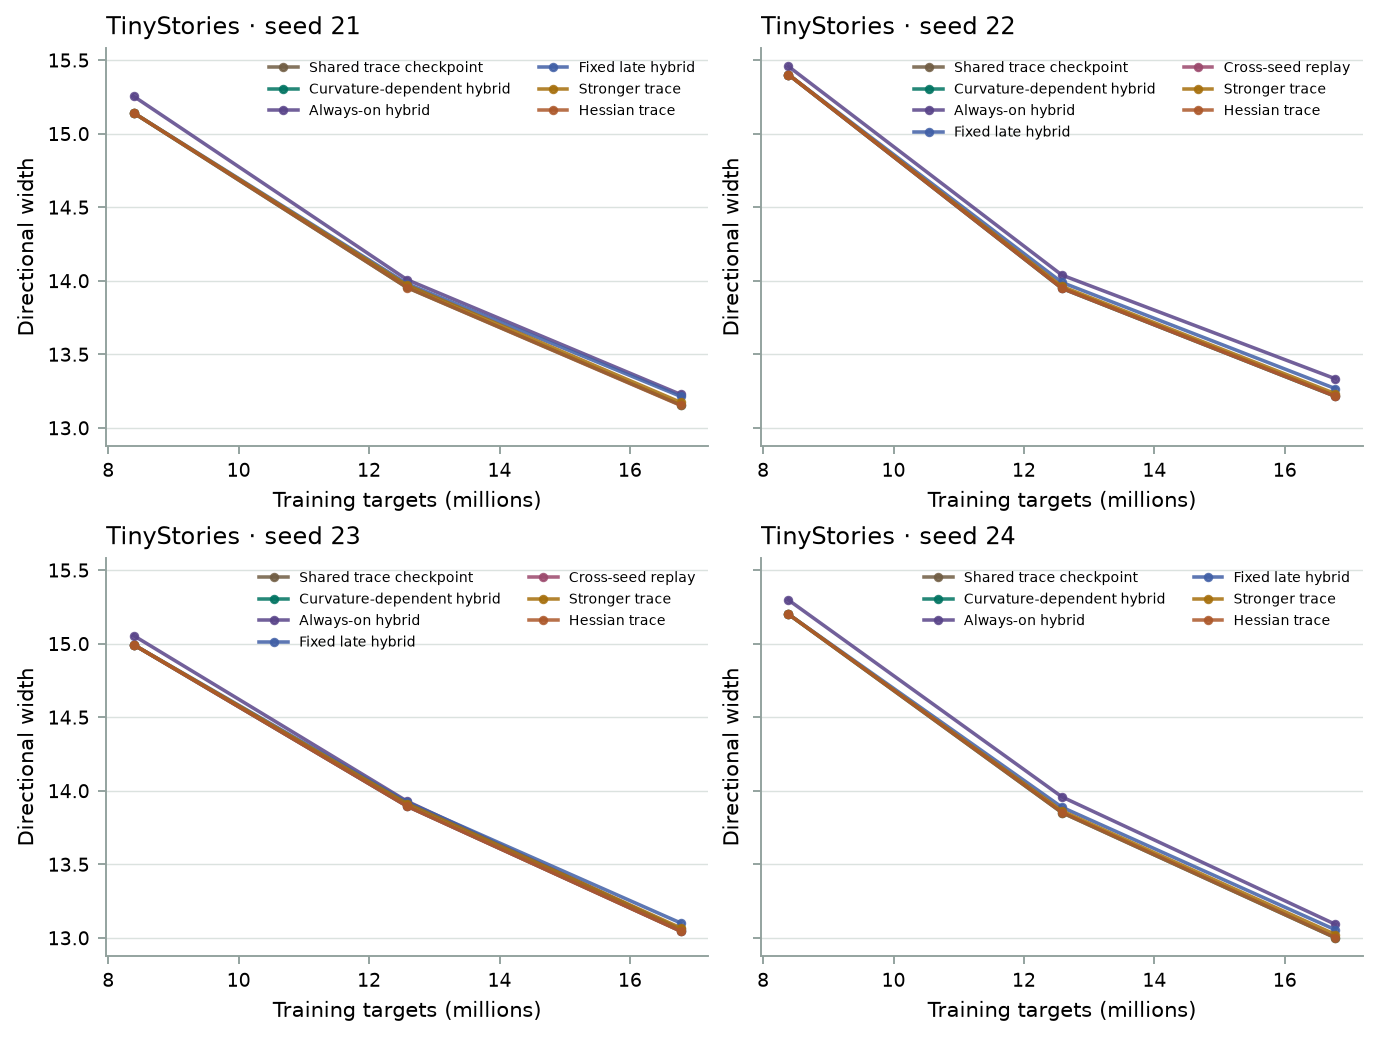 TinyStories · seed 21
15.5
15.0
14.5
14.0
13.5
13.0
Directional width
Shared trace checkpoint
Curvature-dependent hybrid
Always-on hybrid
Fixed late hybrid
Stronger trace
Hessian trace
8 10 12 14 16
Training targets (millions)
TinyStories · seed 22
Directional width
Shared trace checkpoint
Curvature-dependent hybrid
Always-on hybrid
Fixed late hybrid
Cross-seed replay
Stronger trace
Hessian trace
8 10 12 14 16
Training targets (millions)
TinyStories · seed 23
15.5
15.0
14.5
14.0
13.5
13.0
Directional width
Shared trace checkpoint
Curvature-dependent hybrid
Always-on hybrid
Fixed late hybrid
Cross-seed replay
Stronger trace
Hessian trace
8 10 12 14 16
Training targets (millions)
TinyStories · seed 24
Directional width
Shared trace checkpoint
Curvature-dependent hybrid
Always-on hybrid
Fixed late hybrid
Stronger trace
Hessian trace
8 10 12 14 16
Training targets (millions)